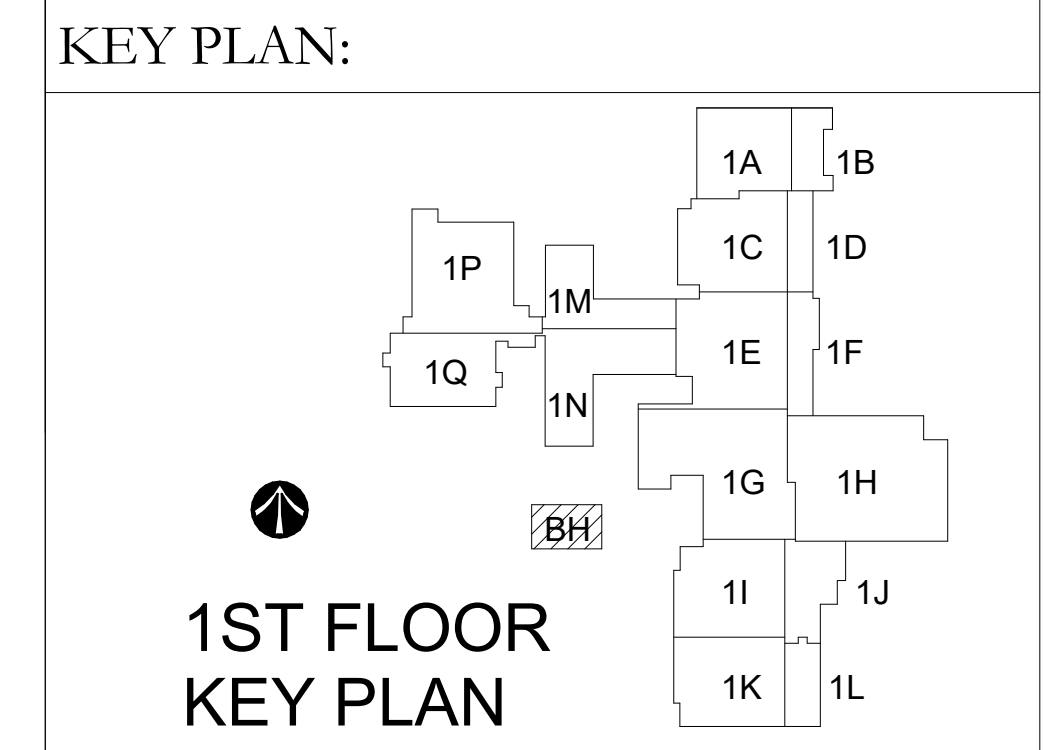 KEY PLAN:
1A
1B
1C
1D
1P
1M
1E
1F
1Q
1N
1G
1H
BH
1I
1J
1ST FLOOR
KEY PLAN
1K
1L